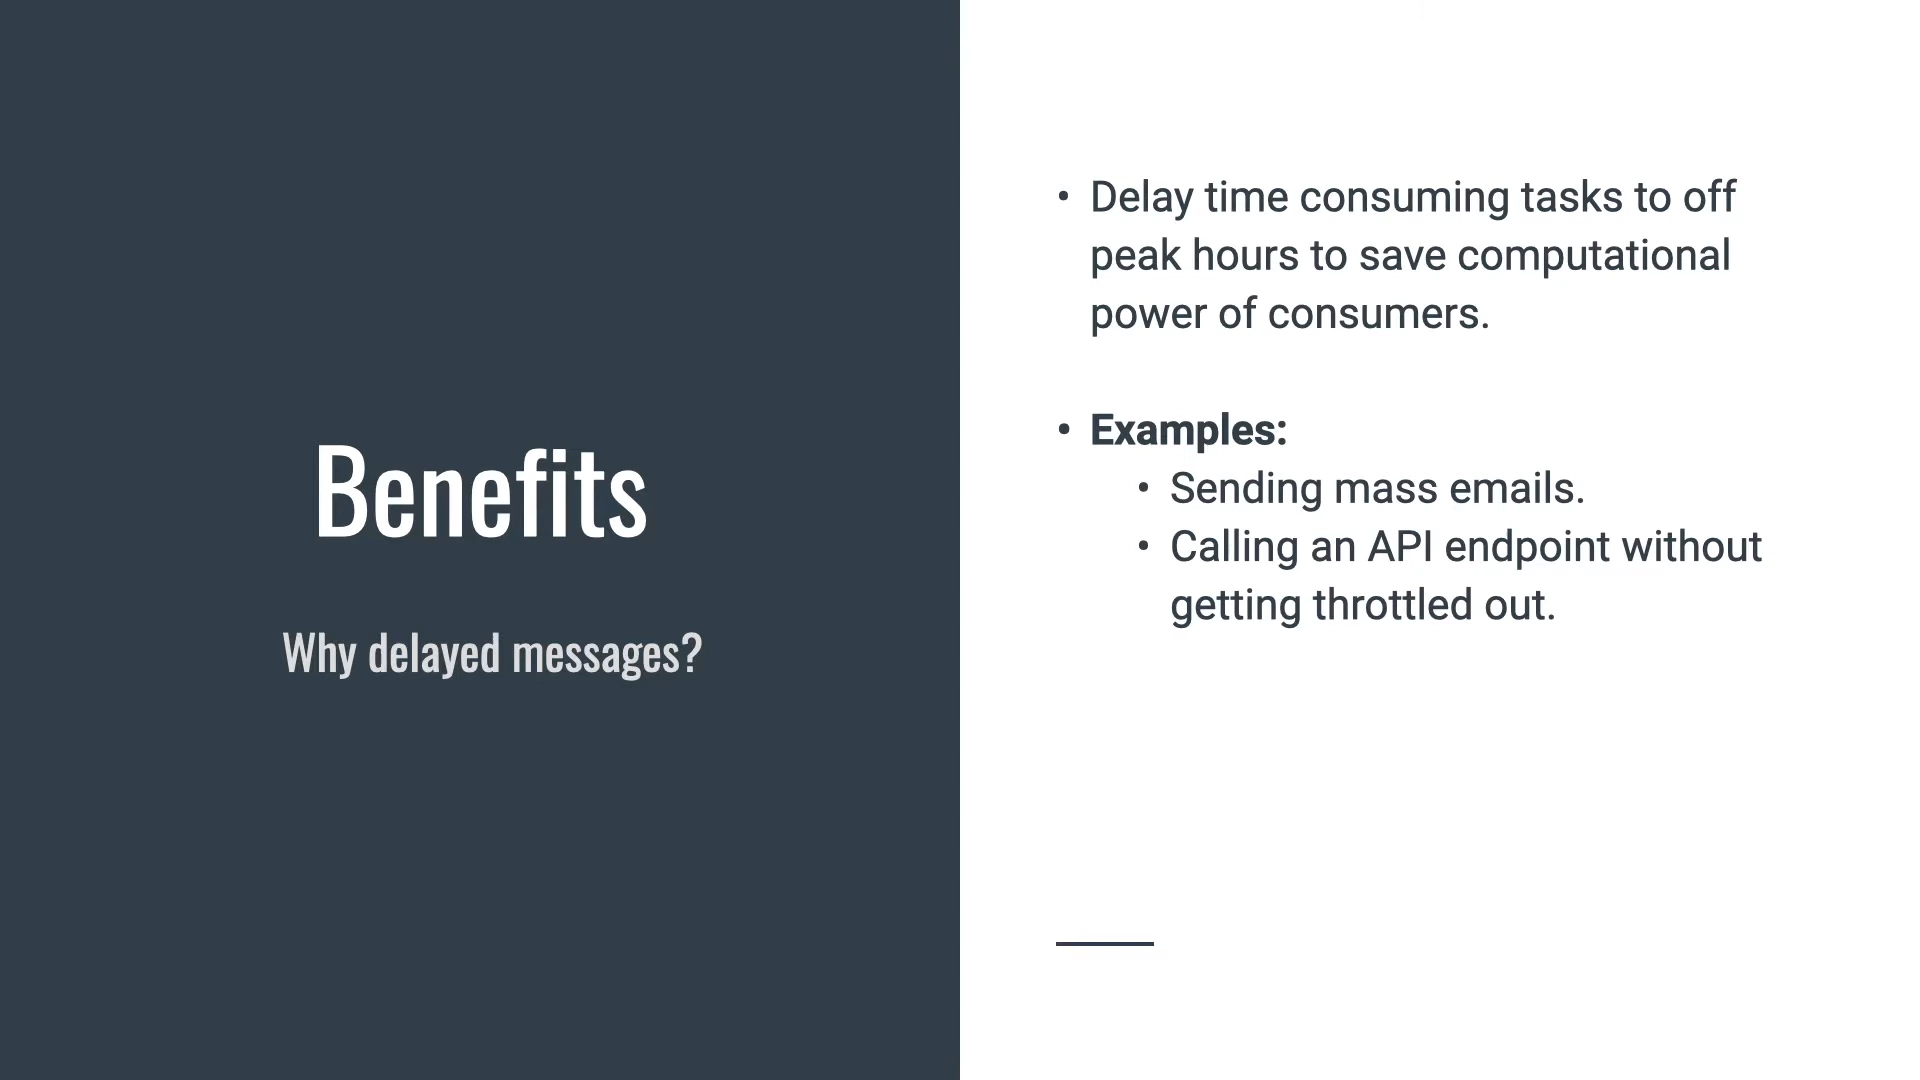 Benefits
Why delayed messages?
• Delay time consuming tasks to off
peak hours to save computational
power of consumers.
• Examples:
• Sending mass emails.
• Calling an API endpoint without
getting throttled out.